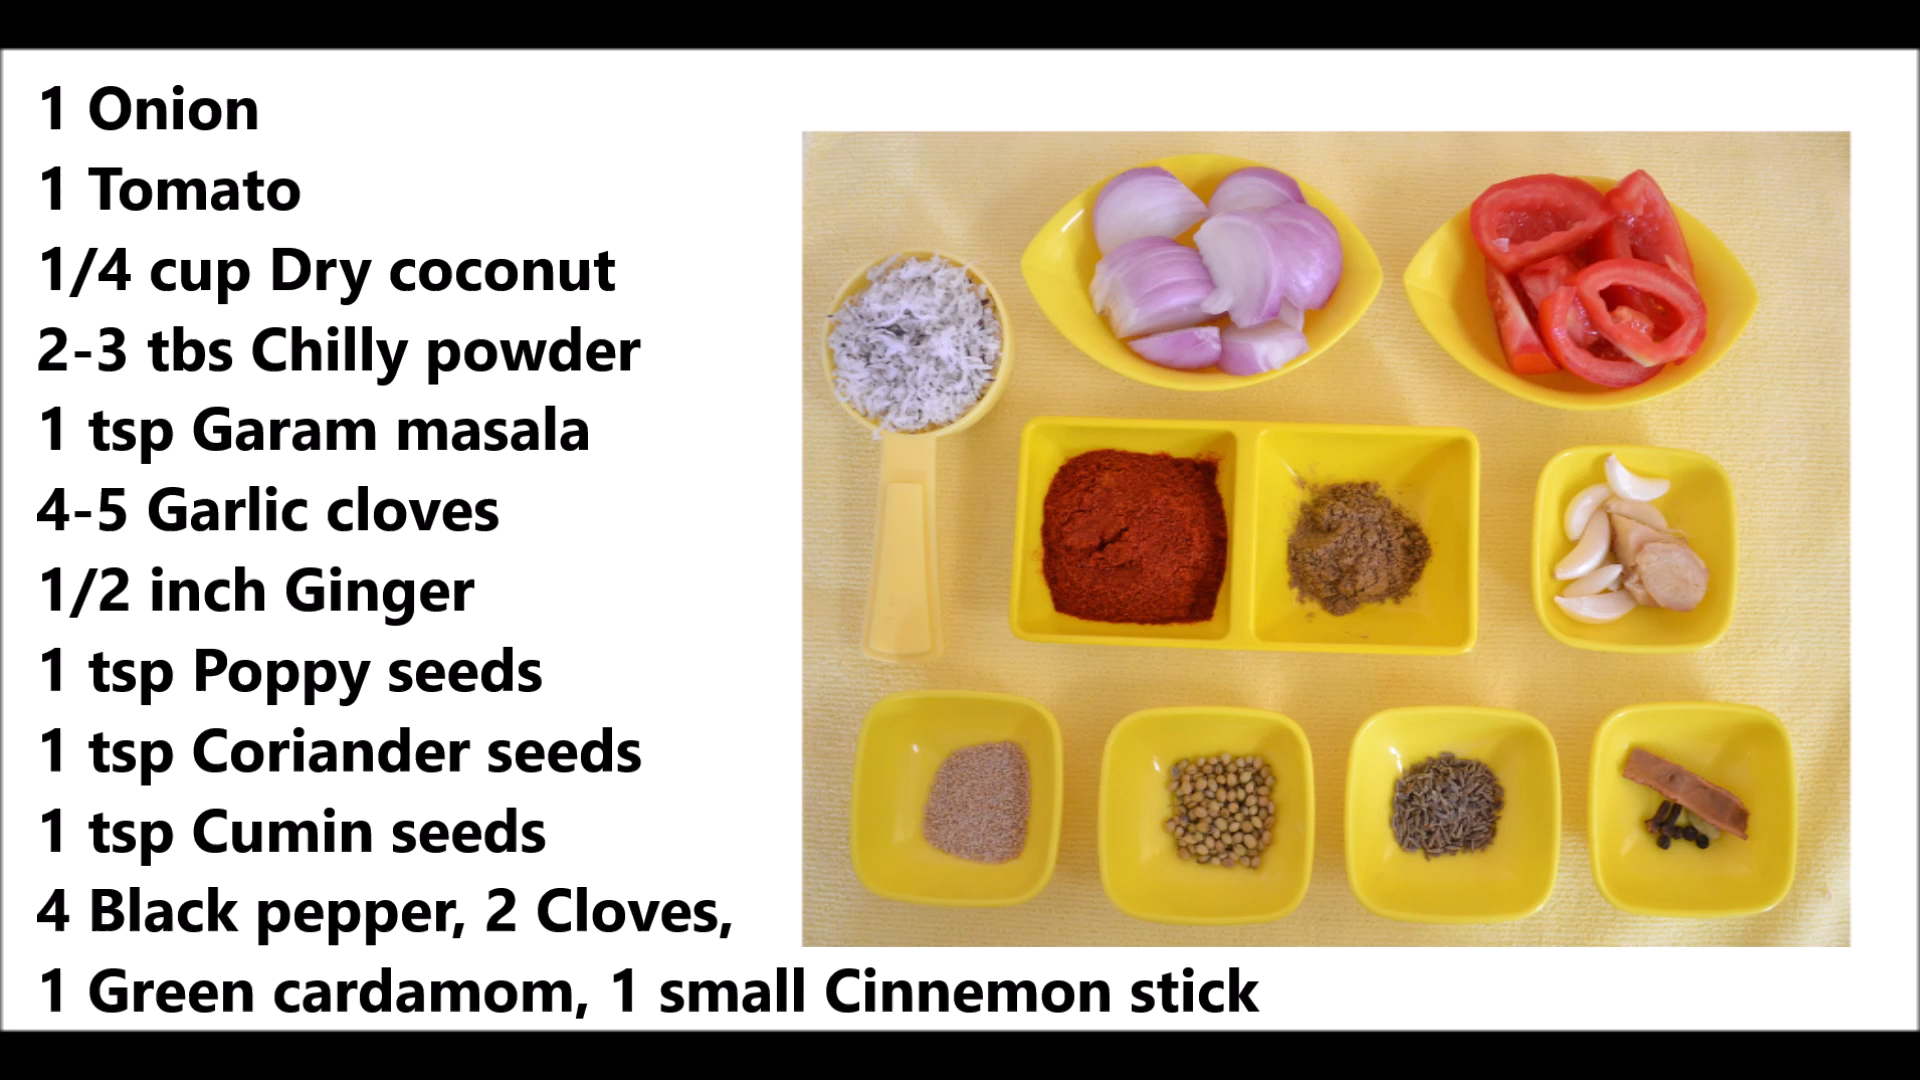 1 Onion
1 Tomato
1/4 cup Dry coconut
2-3 tbs Chilly powder
1 tsp Garam masala
4-5 Garlic cloves
1/2 inch Ginger
1 tsp Poppy seeds
1 tsp Coriander seeds
1 tsp Cumin seeds
4 Black pepper, 2 Cloves,
1 Green cardamom, 1 small Cinnemon stick